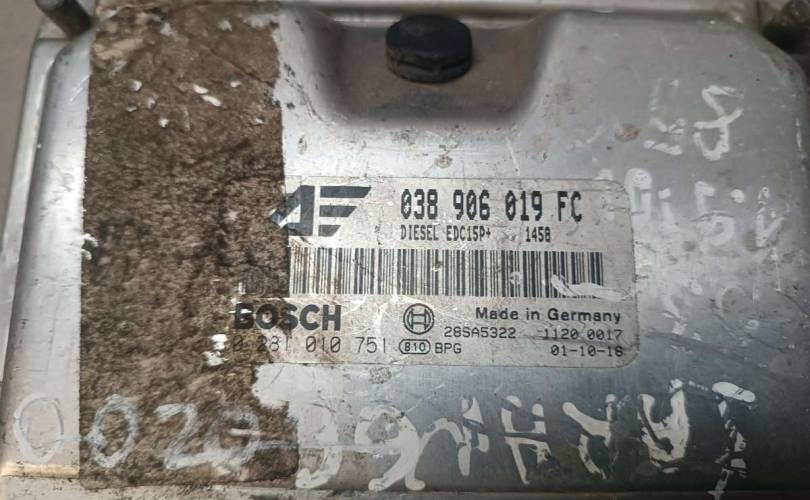 038 906 019 FC
DIESEL EDC15P+ 1458
BOSCH
Made in Germany
28SA5322 1120 0017
0 281 010 751 810 BPG
01-10-16